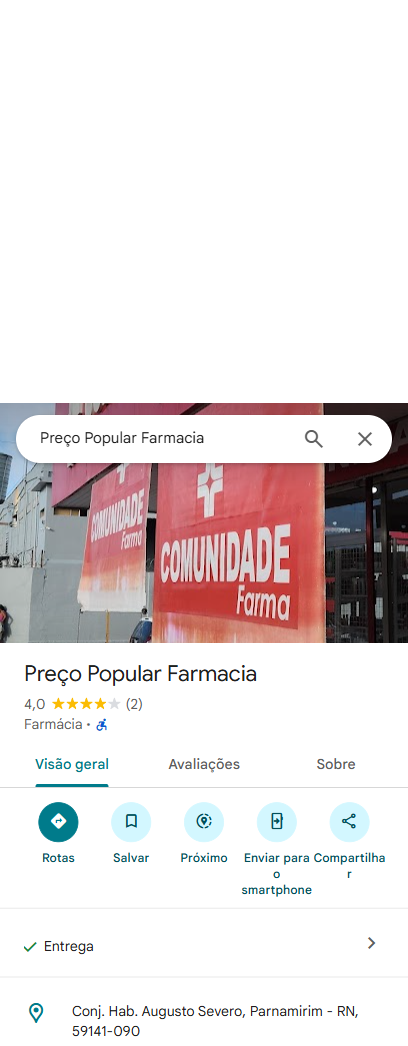 Preço Popular Farmacia
COMUNIDADE
Farma
COMUNIDADE
Farma
Preço Popular Farmacia
4,0 (2)
Farmácia ·
Visão geral
Avaliações
Sobre
Rotas
Salvar
Próximo
Enviar para
o
smartphone
Compartilha
r
Entrega
Conj. Hab. Augusto Severo, Parnamirim - RN,
59141-090